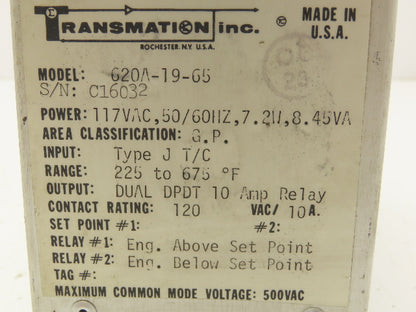 TRANSMATION inc. ®
MADE IN
U.S.A.
ROCHESTER. N.Y. U.S.A.
MODEL: 620A-19-65
S/N: C16032
POWER: 117VAC,50/60HZ,7.2W,8.45VA
AREA CLASSIFICATION: G.P.
INPUT: Type J T/C
RANGE: 225 to 675 °F
OUTPUT: DUAL DPDT 10 Amp Relay
CONTACT RATING: 120 VAC/ 10A.
SET POINT #1: #2:
RELAY #1: Eng. Above Set Point
RELAY #2: Eng. Below Set Point
TAG #:
MAXIMUM COMMON MODE VOLTAGE: 500VAC